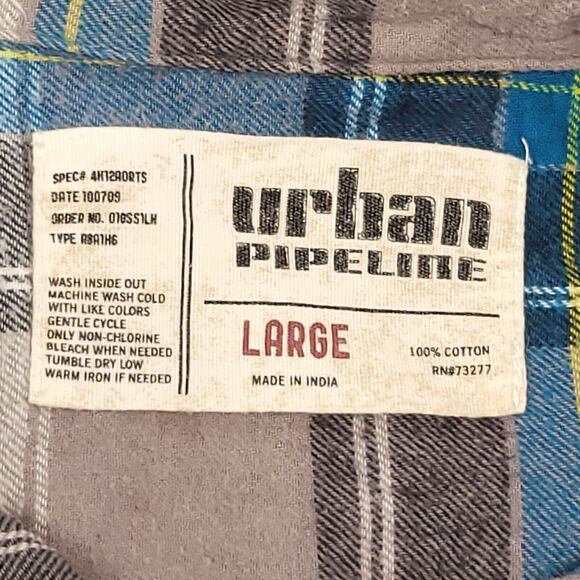 SPEC# 4H12AORTS
DATE 100709
ORDER NO. 010SS1LH
TYPE R8A1H6
WASH INSIDE OUT
MACHINE WASH COLD
WITH LIKE COLORS
GENTLE CYCLE
ONLY NON-CHLORINE
BLEACH WHEN NEEDED
TUMBLE DRY LOW
WARM IRON IF NEEDED
urban
PIPELINE
LARGE
MADE IN INDIA
100% COTTON
RN#73277